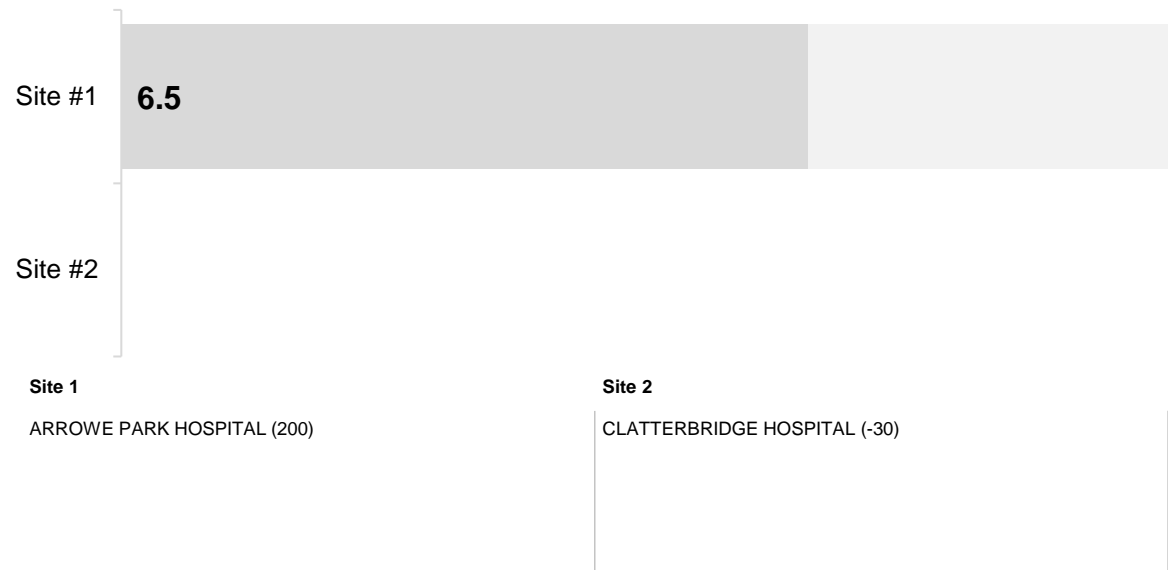 Site #1
6.5
Site #2
Site 1
Site 2
ARROWE PARK HOSPITAL (200)
CLATTERBRIDGE HOSPITAL (-30)